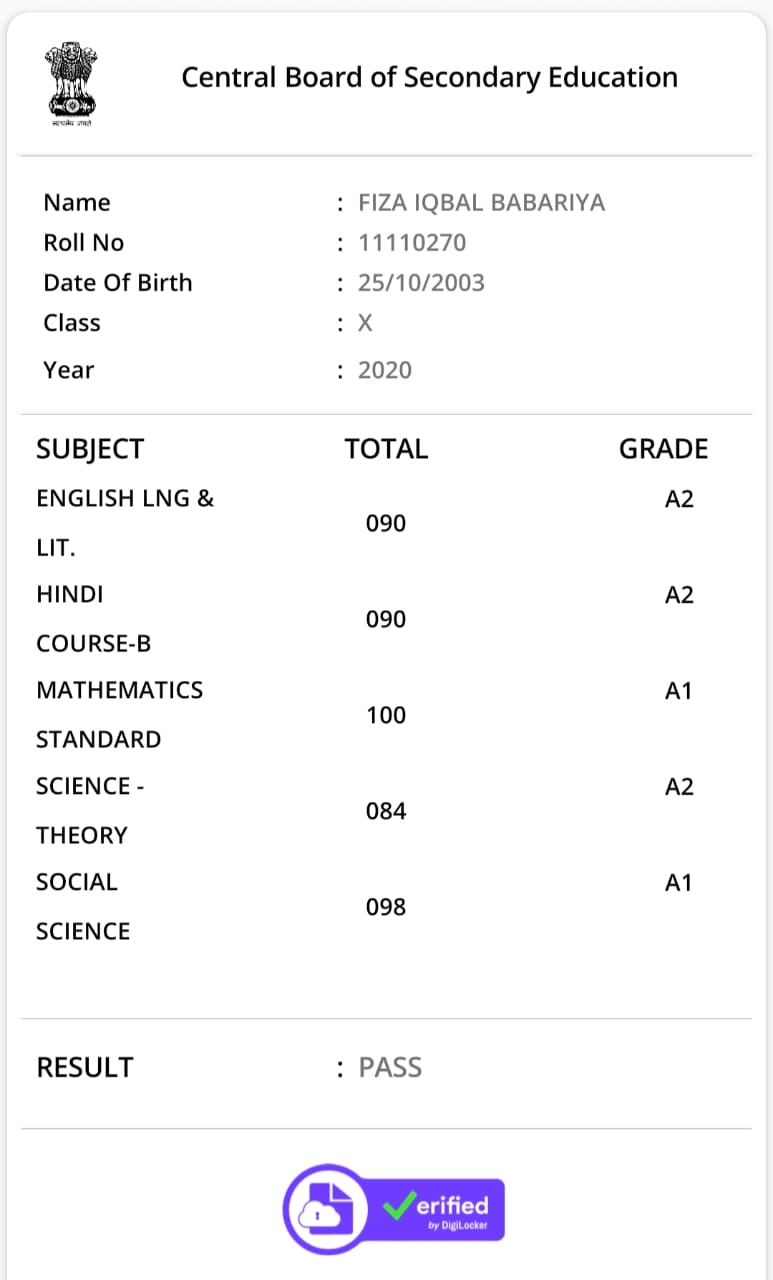 सत्यमेव जयते
Central Board of Secondary Education
Name : FIZA IQBAL BABARIYA
Roll No : 11110270
Date Of Birth : 25/10/2003
Class : X
Year : 2020
SUBJECT TOTAL GRADE
ENGLISH LNG &
LIT. 090 A2
HINDI
COURSE-B 090 A2
MATHEMATICS
STANDARD 100 A1
SCIENCE -
THEORY 084 A2
SOCIAL
SCIENCE 098 A1
RESULT : PASS
Verified
by DigiLocker